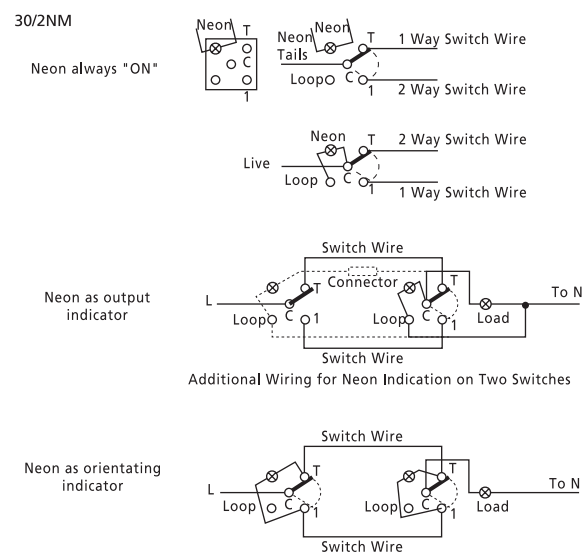 30/2NM
Neon always "ON"
Neon
T
C
1
Neon
Neon
Tails
T
1 Way Switch Wire
Loop
C
1
2 Way Switch Wire
Neon
T
2 Way Switch Wire
Live
Loop
C
1
1 Way Switch Wire
Neon as output
indicator
Switch Wire
Connector
T
T
L
To N
Loop
C
1
Loop
C
1
Load
Switch Wire
Additional Wiring for Neon Indication on Two Switches
Neon as orientating
indicator
Switch Wire
T
T
L
To N
Loop
C
1
Loop
C
1
Load
Switch Wire